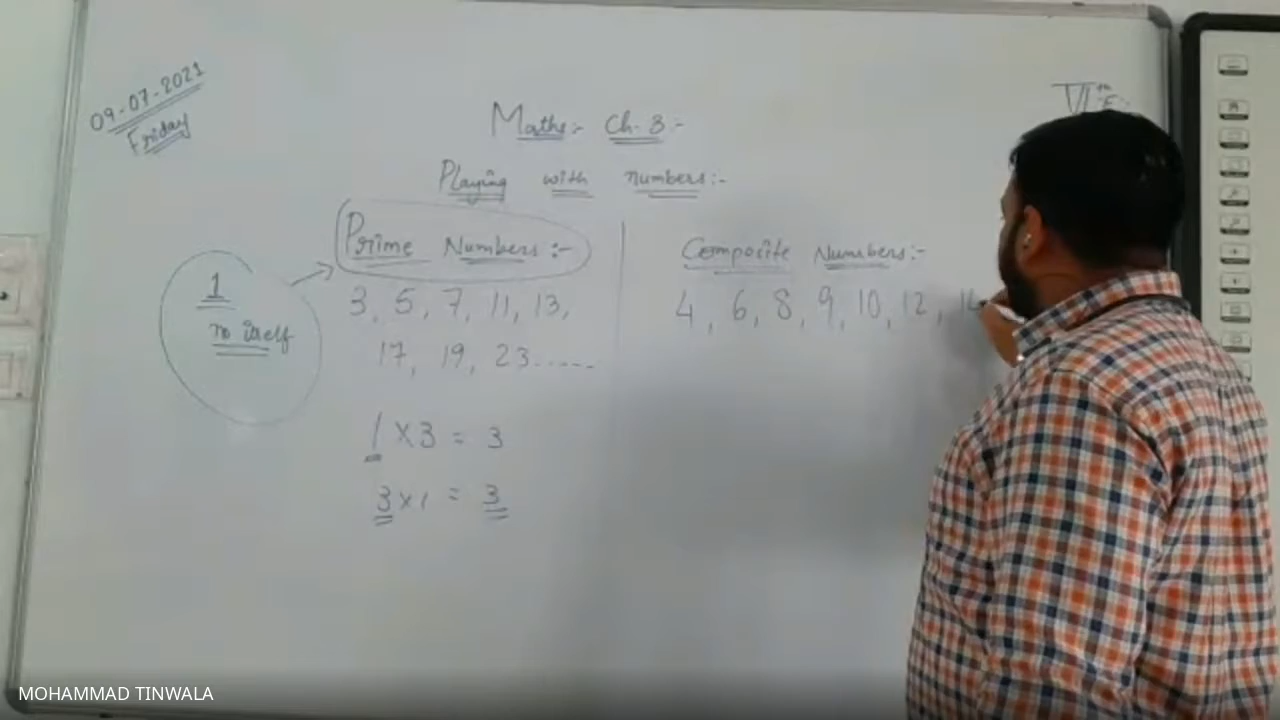 09-07-2021
Friday
VIth E:-
Maths:- Ch. 3:-
Playing with numbers:-
Prime Numbers:-
3, 5, 7, 11, 13,
17, 19, 23......
1
itself
1 × 3 = 3
3 × 1 = 3
Composite Numbers:-
4, 6, 8, 9, 10, 12, 14
MOHAMMAD TINWALA